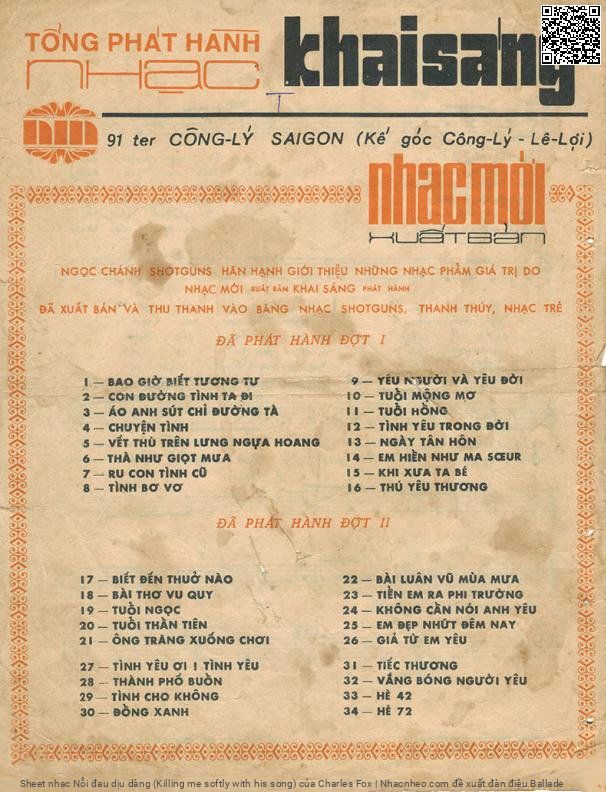 TỔNG PHÁT HÀNH
nhạc khai sáng
91 ter CÔNG-LÝ SAIGON (Kế góc Công-Lý - Lê-Lợi)
nhạc mới
XUẤT BẢN
NGỌC CHÁNH SHOTGUNS HÂN HẠNH GIỚI THIỆU NHỮNG NHẠC PHẨM GIÁ TRỊ DO
NHẠC MỚI XUẤT BẢN KHAI SÁNG PHÁT HÀNH
ĐÃ XUẤT BẢN VÀ THU THANH VÀO BĂNG NHẠC SHOTGUNS, THANH THÚY, NHẠC TRẺ
ĐÃ PHÁT HÀNH ĐỢT I
1 — BAO GIỜ BIẾT TƯƠNG TƯ
2 — CON ĐƯỜNG TÌNH TA ĐI
3 — ÁO ANH SÚT CHỈ ĐƯỜNG TÀ
4 — CHUYỆN TÌNH
5 — VẾT THÙ TRÊN LƯNG NGỰA HOANG
6 — THÀ NHƯ GIỌT MƯA
7 — RU CON TÌNH CŨ
8 — TÌNH BƠ VƠ
9 — YÊU NGƯỜI VÀ YÊU ĐỜI
10 — TUỔI MỘNG MƠ
11 — TUỔI HỒNG
12 — TÌNH YÊU TRONG ĐỜI
13 — NGÀY TÂN HÔN
14 — EM HIỀN NHƯ MA SŒUR
15 — KHI XƯA TA BÉ
16 — THÚ YÊU THƯƠNG
ĐÃ PHÁT HÀNH ĐỢT II
17 — BIẾT ĐẾN THUỞ NÀO
18 — BÀI THƠ VU QUY
19 — TUỔI NGỌC
20 — TUỔI THẦN TIÊN
21 — ÔNG TRĂNG XUỐNG CHƠI
27 — TÌNH YÊU ƠI ! TÌNH YÊU
28 — THÀNH PHỐ BUỒN
29 — TÌNH CHO KHÔNG
30 — ĐỒNG XANH
22 — BÀI LUÂN VŨ MÙA MƯA
23 — TIỄN EM RA PHI TRƯỜNG
24 — KHÔNG CẦN NÓI ANH YÊU
25 — EM ĐẸP NHỨT ĐÊM NAY
26 — GIẢ TỪ EM YÊU
31 — TIẾC THƯƠNG
32 — VẮNG BÓNG NGƯỜI YÊU
33 — HÈ 42
34 — HÈ 72
Sheet nhạc Nỗi đau dịu dàng (Killing me softly with his song) của Charles Fox | Nhacnheo.com đề xuất đàn điệu Ballade